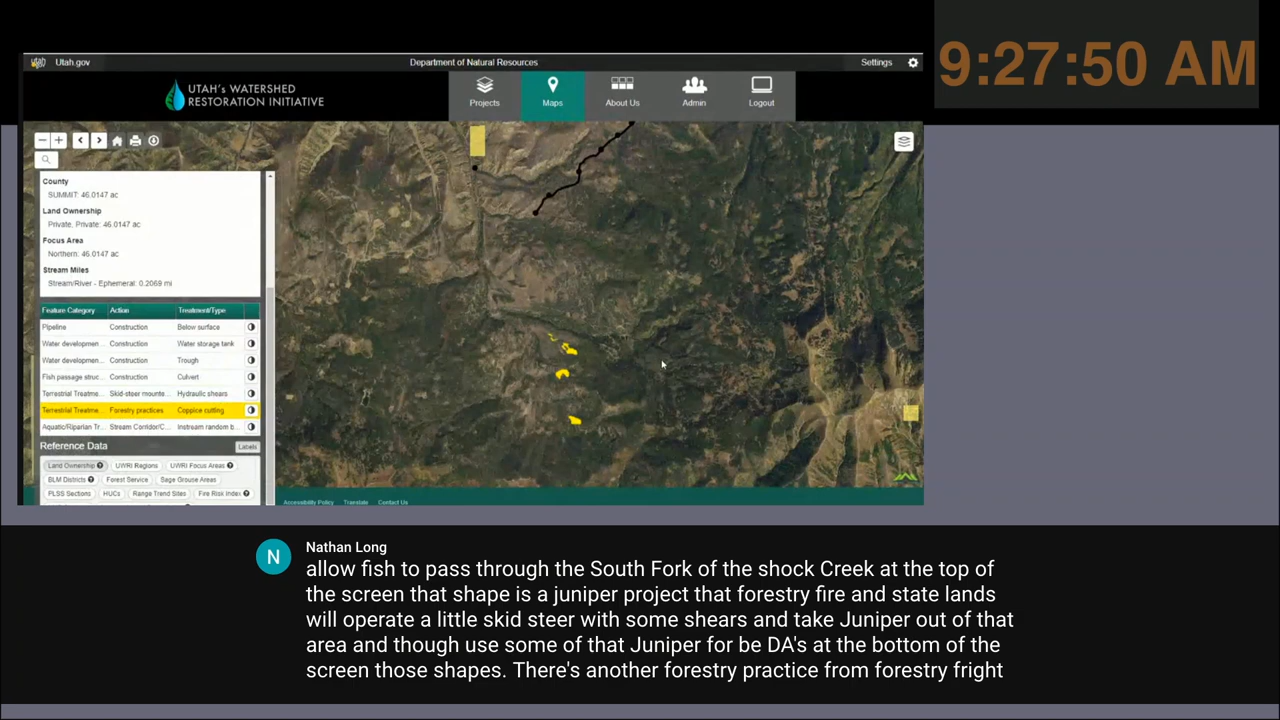 9:27:50 AM
Utah.gov
Department of Natural Resources
Settings
UTAH's WATERSHED
RESTORATION INITIATIVE
Projects
Maps
About Us
Admin
Logout
County
SUMMIT: 46.0147 ac
Land Ownership
Private, Private: 46.0147 ac
Focus Area
Northern: 46.0147 ac
Stream Miles
Stream/River - Ephemeral: 0.2069 mi
Feature Category Action Treatment/Type
Pipeline Construction Below surface
Water developmen... Construction Water storage tank
Water developmen... Construction Trough
Fish passage struc... Construction Culvert
Terrestrial Treatme... Skid-steer mounte... Hydraulic shears
Terrestrial Treatme... Forestry practices Coppice cutting
Aquatic/Riparian Tr... Stream Corridor/C... Instream random b...
Reference Data Labels
Land Ownership UWRI Regions UWRI Focus Areas
BLM Districts Forest Service Sage Grouse Areas
PLSS Sections HUCs Range Trend Sites Fire Risk Index
Accessibility Policy Translate Contact Us
N
Nathan Long
allow fish to pass through the South Fork of the shock Creek at the top of
the screen that shape is a juniper project that forestry fire and state lands
will operate a little skid steer with some shears and take Juniper out of that
area and though use some of that Juniper for be DA's at the bottom of the
screen those shapes. There's another forestry practice from forestry fright